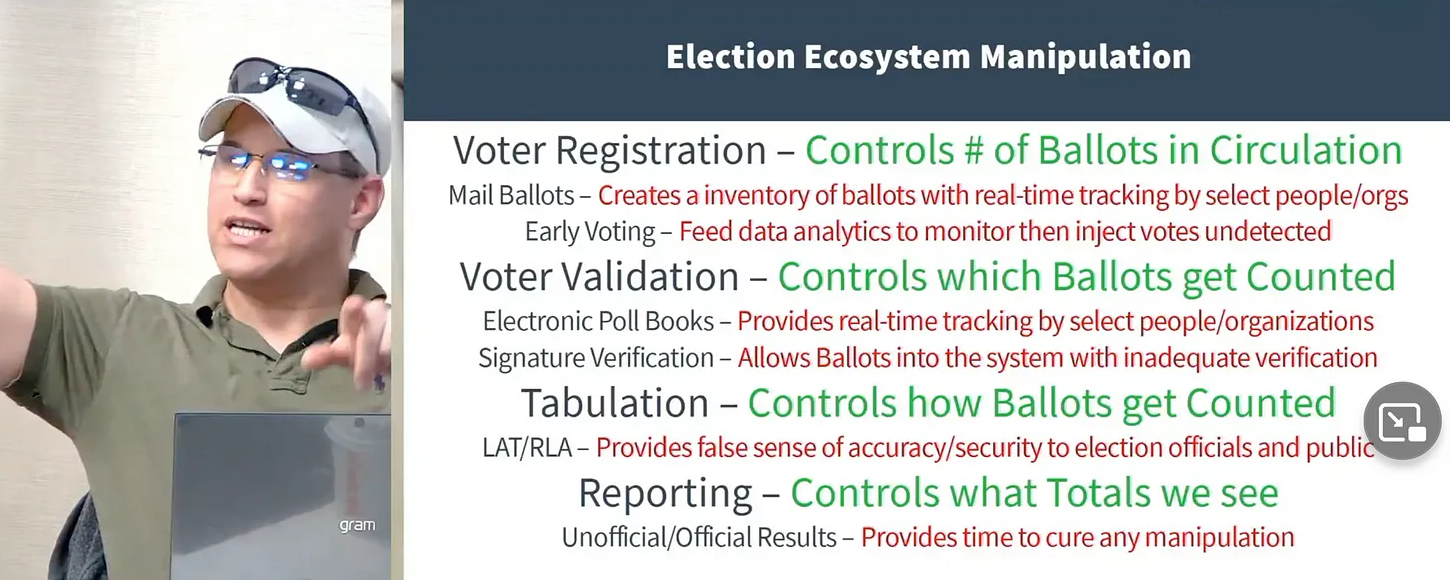 Election Ecosystem Manipulation
Voter Registration – Controls # of Ballots in Circulation
Mail Ballots – Creates a inventory of ballots with real-time tracking by select people/orgs
Early Voting – Feed data analytics to monitor then inject votes undetected
Voter Validation – Controls which Ballots get Counted
Electronic Poll Books – Provides real-time tracking by select people/organizations
Signature Verification – Allows Ballots into the system with inadequate verification
Tabulation – Controls how Ballots get Counted
LAT/RLA – Provides false sense of accuracy/security to election officials and public
Reporting – Controls what Totals we see
Unofficial/Official Results – Provides time to cure any manipulation
gram